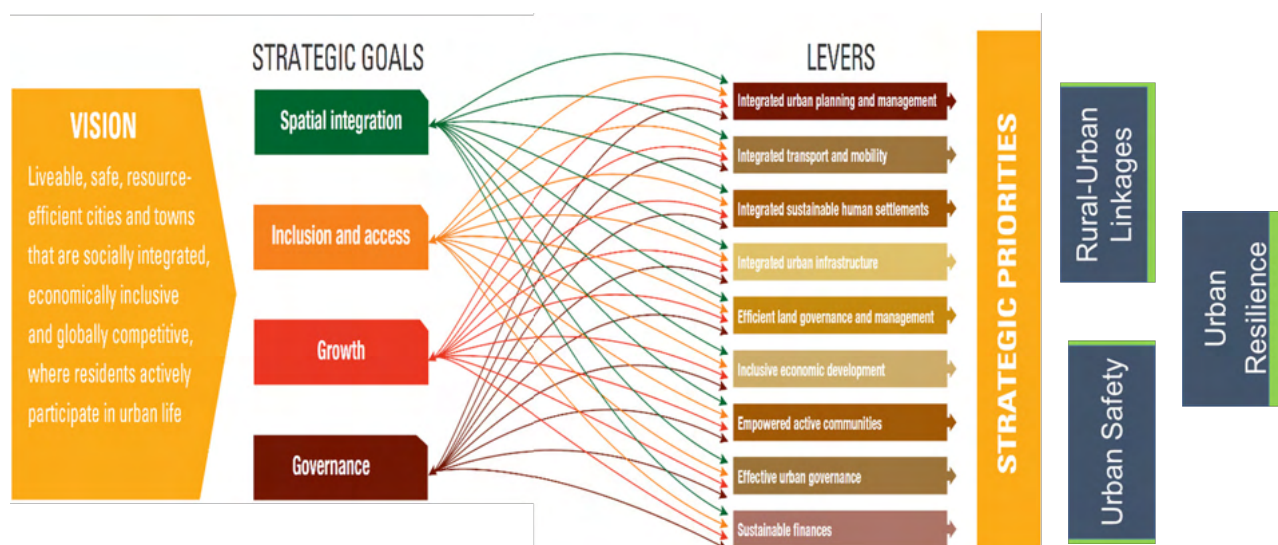 VISION
Liveable, safe, resource-
efficient cities and towns
that are socially integrated,
economically inclusive
and globally competitive,
where residents actively
participate in urban life
STRATEGIC GOALS
Spatial integration
Inclusion and access
Growth
Governance
LEVERS
Integrated urban planning and management
Integrated transport and mobility
Integrated sustainable human settlements
Integrated urban infrastructure
Efficient land governance and management
Inclusive economic development
Empowered active communities
Effective urban governance
Sustainable finances
STRATEGIC PRIORITIES
Rural-Urban
Linkages
Urban Safety
Urban
Resilience